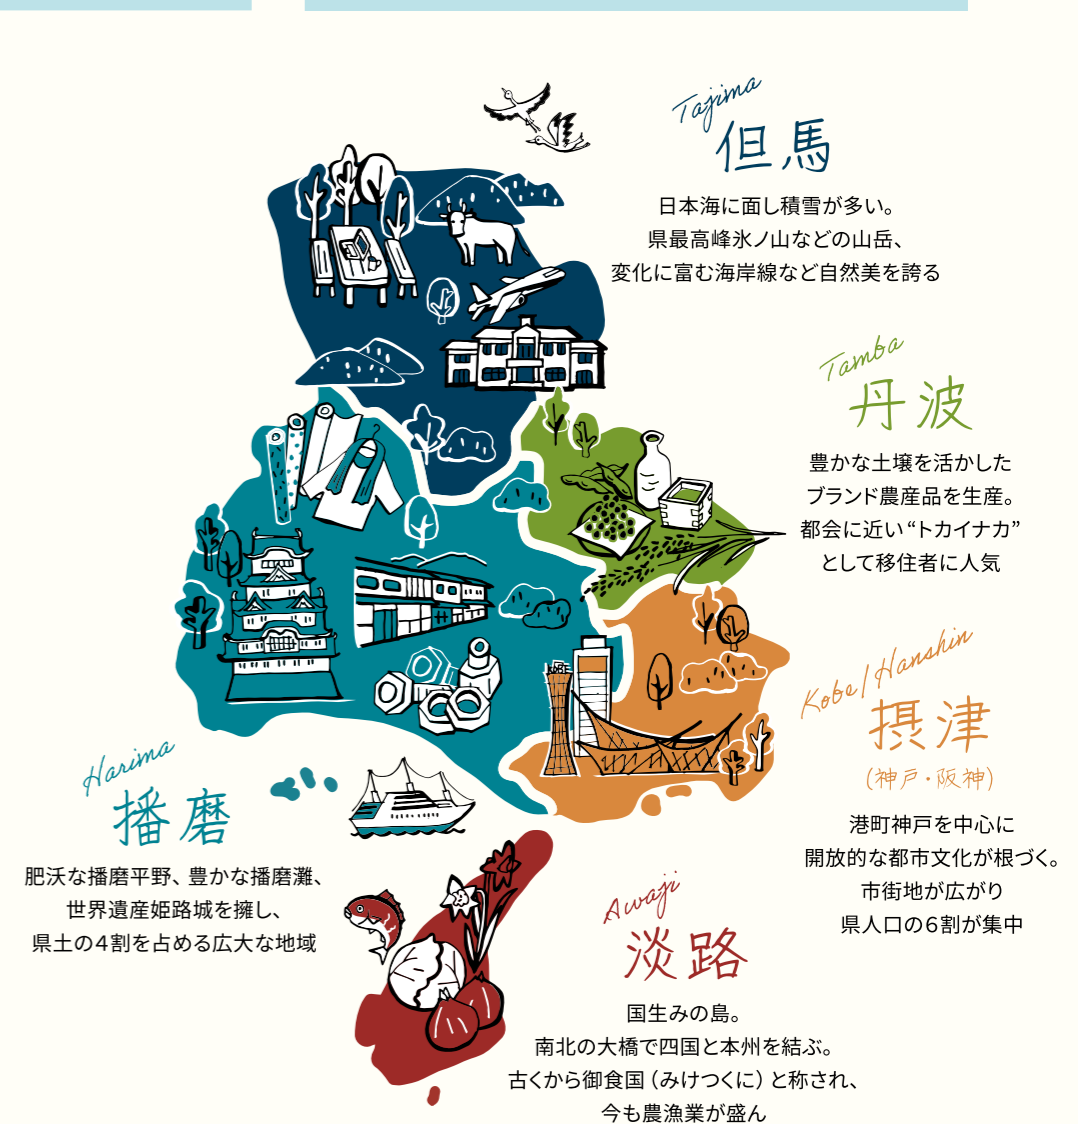 Tajima
但馬
日本海に面し積雪が多い。
県最高峰氷ノ山などの山岳、
変化に富む海岸線など自然美を誇る
Tamba
丹波
豊かな土壌を活かした
ブランド農産品を生産。
都会に近い“トカイナカ”
として移住者に人気
Kobe/Hanshin
摂津
(神戸・阪神)
港町神戸を中心に
開放的な都市文化が根づく。
市街地が広がり
県人口の6割が集中
KOBE
Harima
播磨
肥沃な播磨平野、豊かな播磨灘、
世界遺産姫路城を擁し、
県土の4割を占める広大な地域
Awaji
淡路
国生みの島。
南北の大橋で四国と本州を結ぶ。
古くから御食国(みけつくに)と称され、
今も農漁業が盛ん